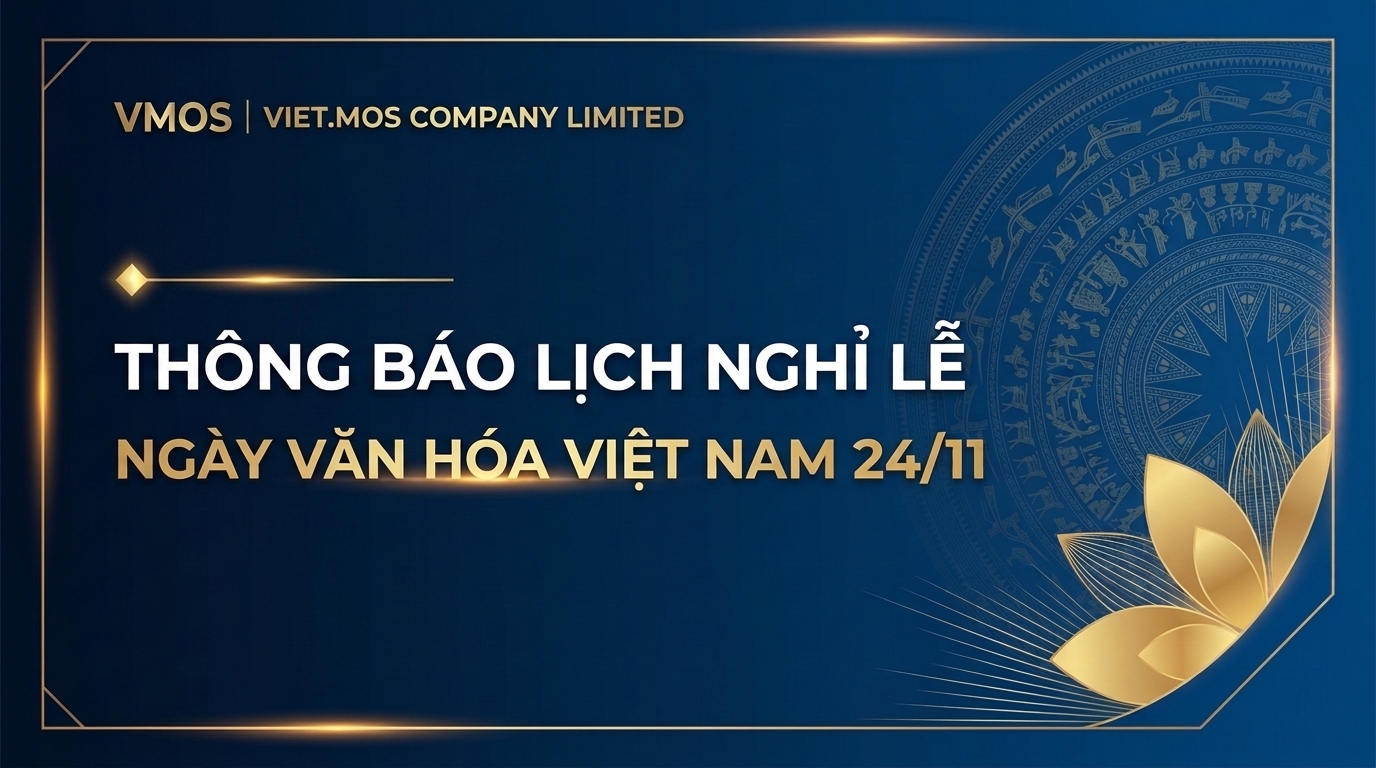 VMOS | VIET.MOS COMPANY LIMITED
THÔNG BÁO LỊCH NGHỈ LỄ
NGÀY VĂN HÓA VIỆT NAM 24/11